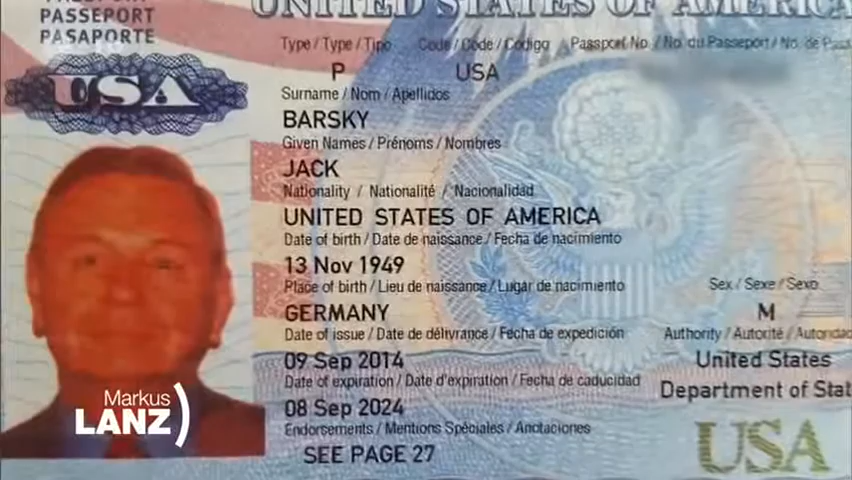 PASSPORT
PASSEPORT
PASAPORTE
UNITED STATES OF AMERICA
USA
Type / Type / Tipo Code / Code / Codigo Passport No. / No. du Passeport / No. de
P USA
Surname / Nom / Apellidos
BARSKY
Given Names / Prénoms / Nombres
JACK
Nationality / Nationalité / Nacionalidad
UNITED STATES OF AMERICA
Date of birth / Date de naissance / Fecha de nacimiento
13 Nov 1949
Place of birth / Lieu de naissance / Lugar de nacimiento Sex / Sexe / Sexo
GERMANY M
Date of issue / Date de délivrance / Fecha de expedición Authority / Autorité / Autoridad
09 Sep 2014 United States
Date of expiration / Date d'expiration / Fecha de caducidad Department of Stat
08 Sep 2024
Endorsements / Mentions Spéciales / Anotaciones
SEE PAGE 27
USA
Markus
LANZ